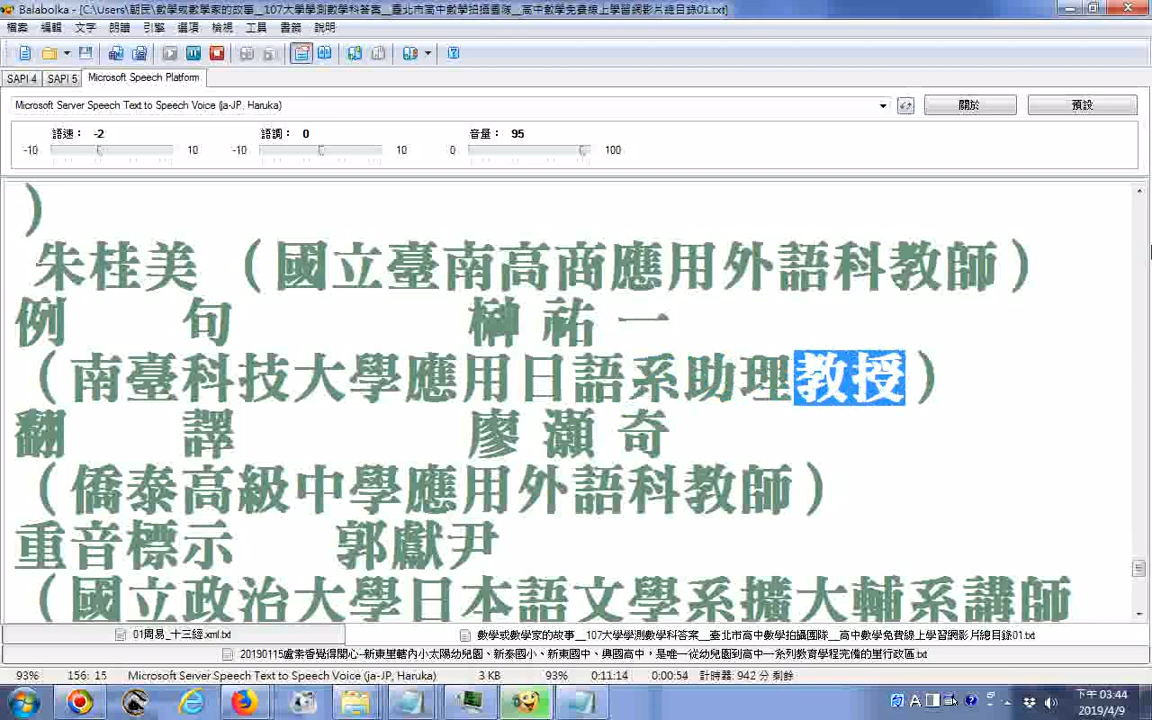 Balabolka - [C:\Users\朝民\數學或數學家的故事__107大學學測數學科答案__臺北市高中數學拍攝團隊__高中數學免費線上學習網影片總目錄01.txt]
檔案 編輯 文字 朗讀 引擎 選項 檢視 工具 書籤 說明
SAPI 4 SAPI 5 Microsoft Speech Platform
Microsoft Server Speech Text to Speech Voice (ja-JP, Haruka) 關於 預設
語速： -2 語調： 0 音量： 95
-10 10 -10 10 0 100
）
朱桂美 （國立臺南高商應用外語科教師）
例 句 榊 祐 一
（南臺科技大學應用日語系助理教授）
翻 譯 廖 灝 奇
（僑泰高級中學應用外語科教師）
重音標示 郭獻尹
（國立政治大學日本語文學系擴大輔系講師
01周易_十三經.xml.txt 數學或數學家的故事__107大學學測數學科答案__臺北市高中數學拍攝團隊__高中數學免費線上學習網影片總目錄01.txt
20190115盧素香覺得開心-新東里轄內小太陽幼兒園、新泰國小、新東國中、興國高中，是唯一從幼兒園到高中一系列教育學程完備的里行政區.txt
93% 156: 15 Microsoft Server Speech Text to Speech Voice (ja-JP, Haruka) 3 KB 93% 0:11:14 0:00:54 計時器: 942 分 剩餘
下午 03:44
2019/4/9